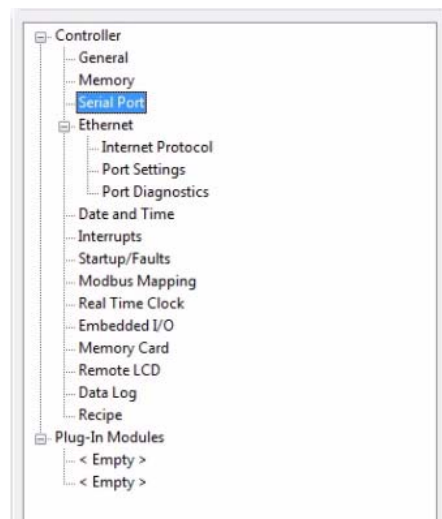 Controller
General
Memory
Serial Port
Ethernet
Internet Protocol
Port Settings
Port Diagnostics
Date and Time
Interrupts
Startup/Faults
Modbus Mapping
Real Time Clock
Embedded I/O
Memory Card
Remote LCD
Data Log
Recipe
Plug-In Modules
< Empty >
< Empty >